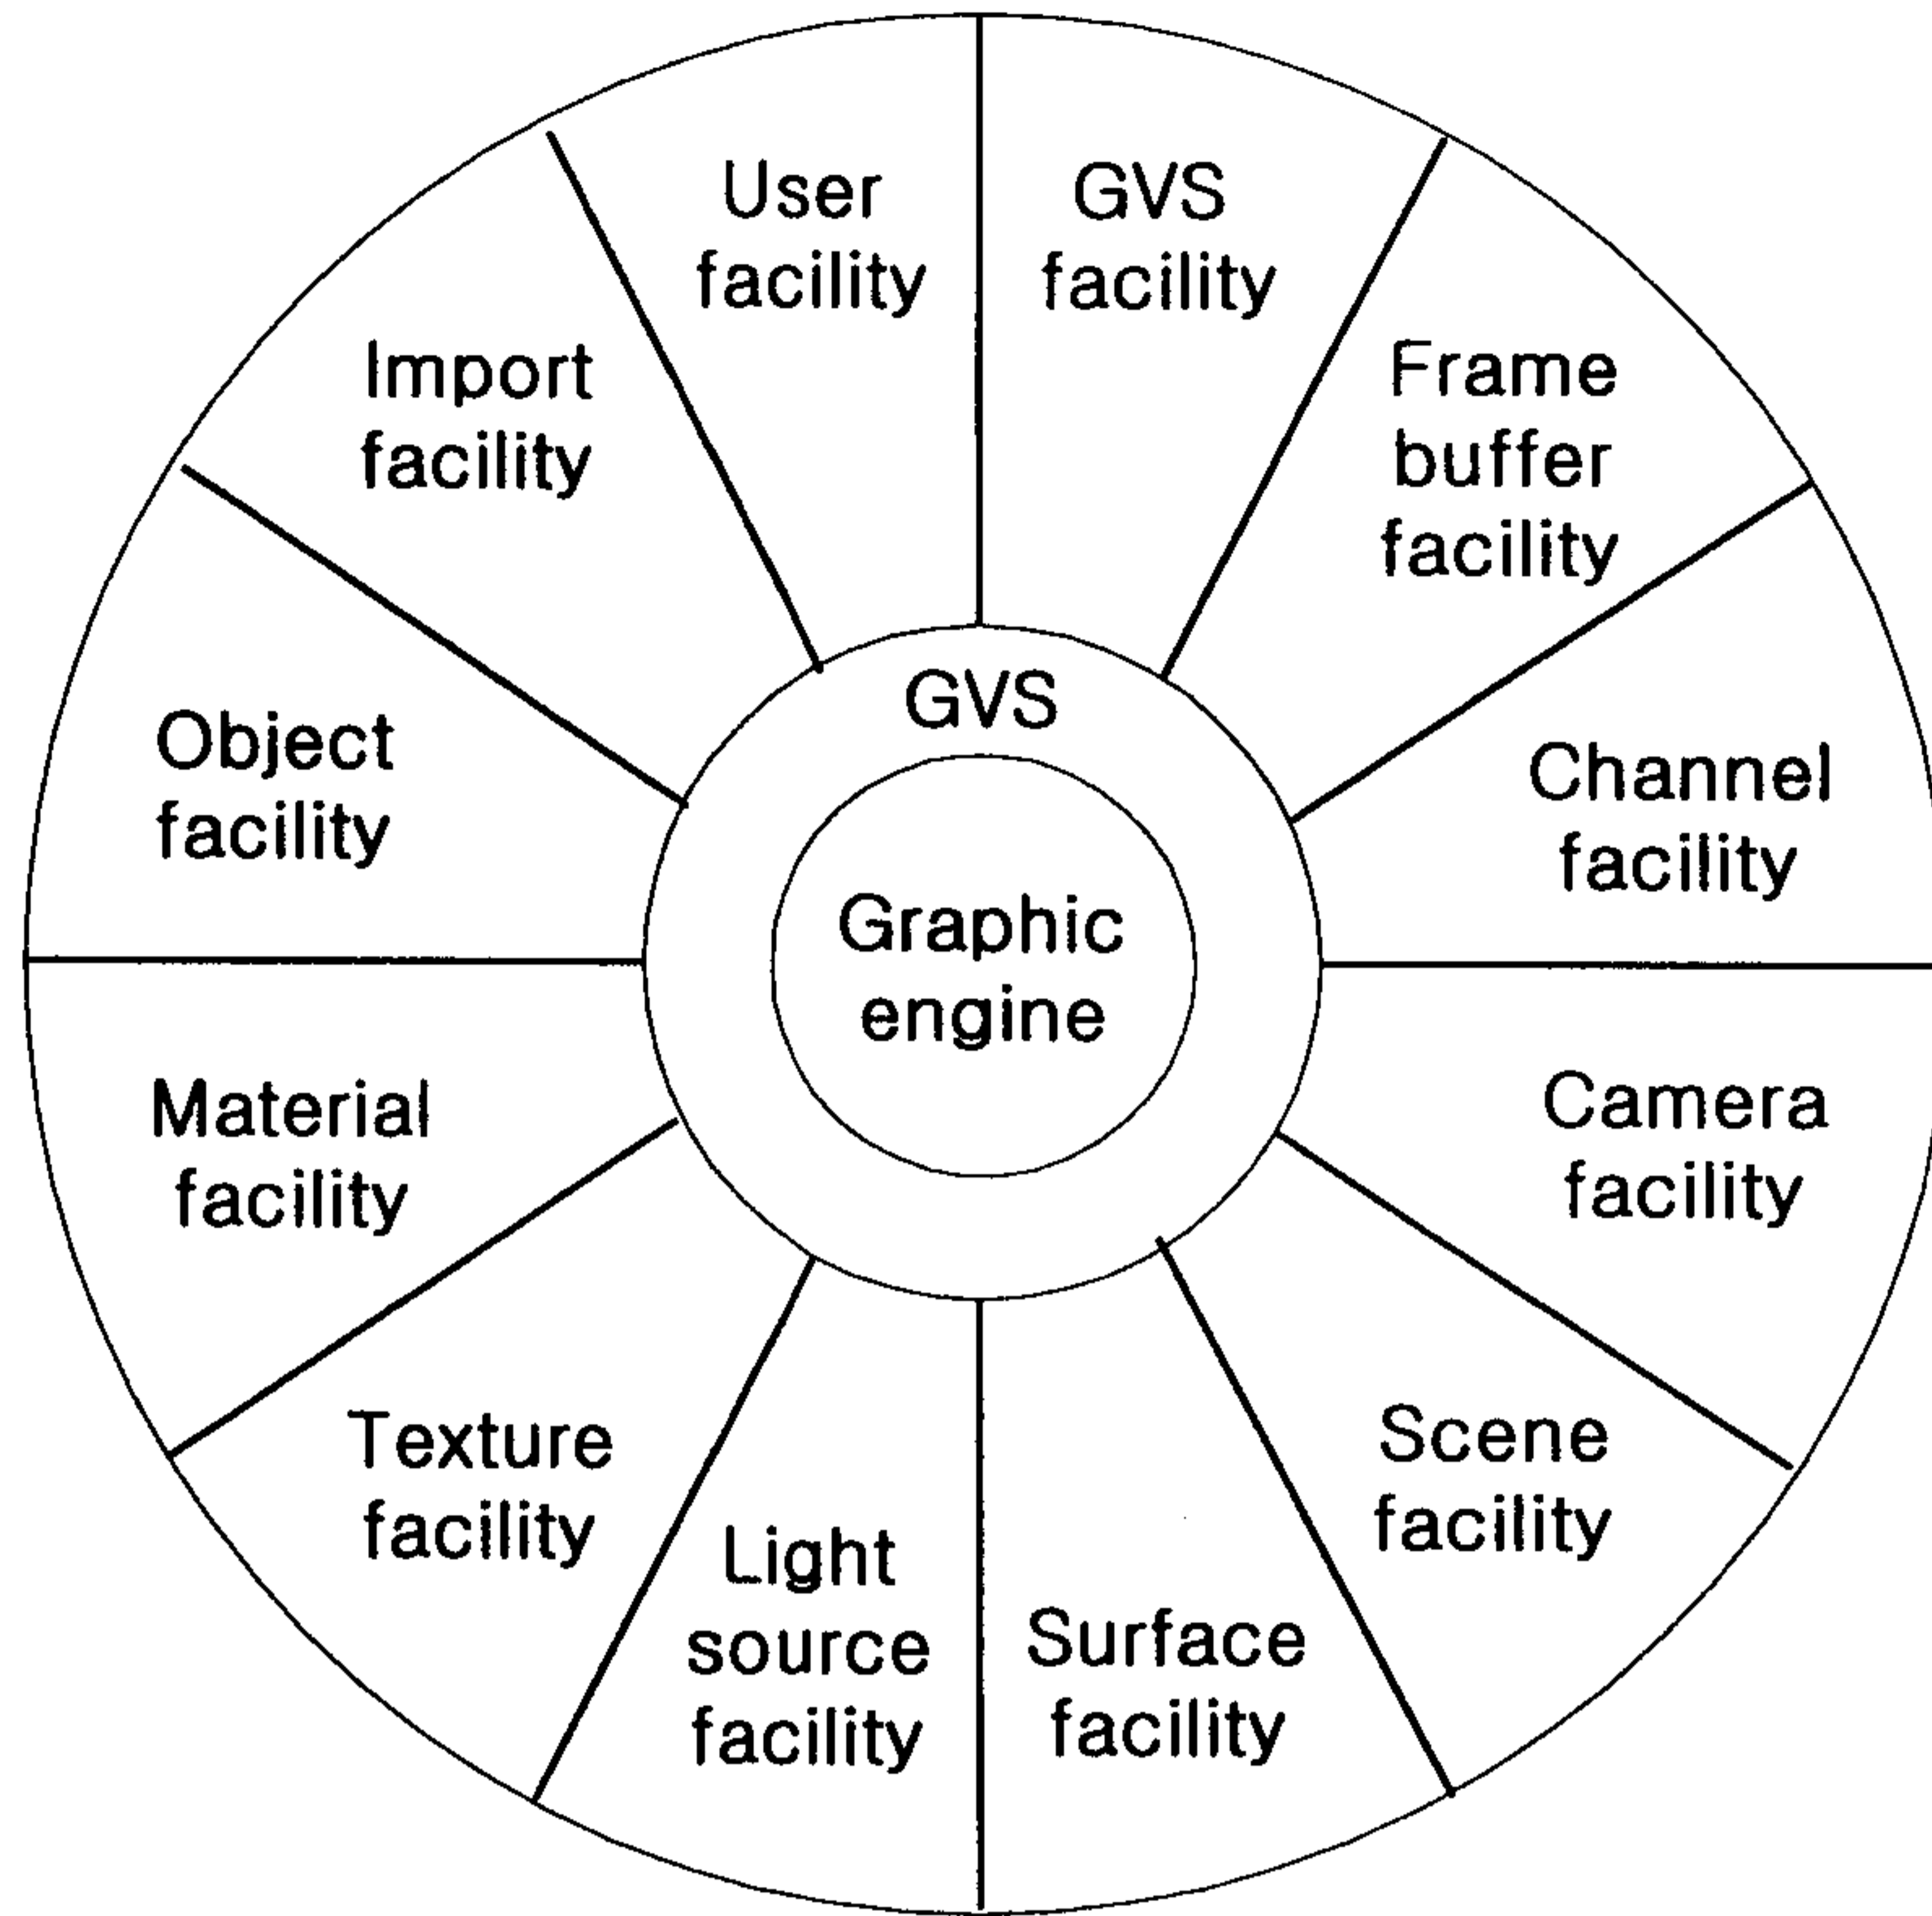 User
facility
GVS
facility
Import
facility
Frame
buffer
facility
GVS
Object
facility
Channel
facility
Graphic
engine
Material
facility
Camera
facility
Texture
facility
Scene
facility
Light
source
facility
Surface
facility